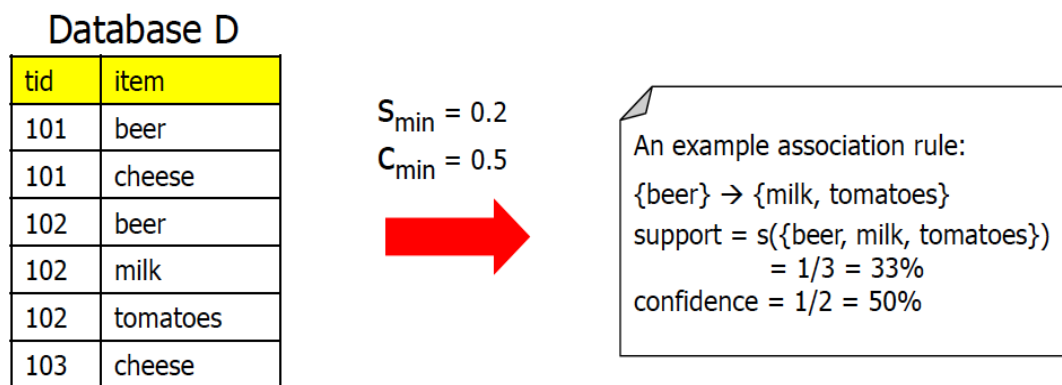 Database D
tid item
101 beer
101 cheese
102 beer
102 milk
102 tomatoes
103 cheese
Smin = 0.2
Cmin = 0.5
An example association rule:
{beer} → {milk, tomatoes}
support = s({beer, milk, tomatoes})
= 1/3 = 33%
confidence = 1/2 = 50%